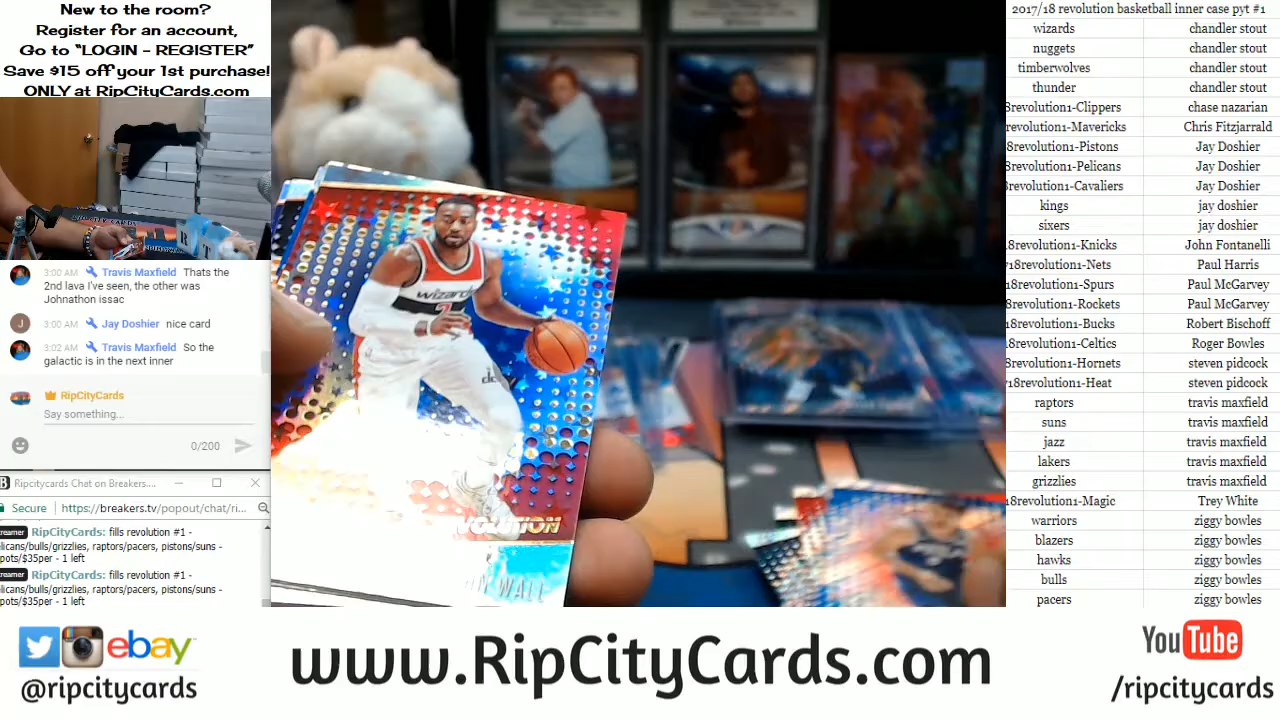 New to the room?
Register for an account,
Go to "LOGIN - REGISTER"
Save $15 off your 1st purchase!
ONLY at RipCityCards.com
3:00 AM Travis Maxfield Thats the
2nd lava I've seen, the other was
Johnathon issac
J 3:00 AM Jay Doshier nice card
3:02 AM Travis Maxfield So the
galactic is in the next inner
RipCityCards
Say something...
0/200
Ripcitycards Chat on Breakers....
Secure https://breakers.tv/popout/chat/ri...
reamer RipCityCards: fills revolution #1 -
licans/bulls/grizzlies, raptors/pacers, pistons/suns -
pots/$35per - 1 left
reamer RipCityCards: fills revolution #1 -
licans/bulls/grizzlies, raptors/pacers, pistons/suns -
pots/$35per - 1 left
wizards
WALL
2017/18 revolution basketball inner case pyt #1
wizards chandler stout
nuggets chandler stout
timberwolves chandler stout
thunder chandler stout
8revolution1-Clippers chase nazarian
revolution1-Mavericks Chris Fitzjarrald
8revolution1-Pistons Jay Doshier
8revolution1-Pelicans Jay Doshier
8revolution1-Cavaliers Jay Doshier
kings jay doshier
sixers jay doshier
8revolution1-Knicks John Fontanelli
18revolution1-Nets Paul Harris
18revolution1-Spurs Paul McGarvey
8revolution1-Rockets Paul McGarvey
8revolution1-Bucks Robert Bischoff
8revolution1-Celtics Roger Bowles
8revolution1-Hornets steven pidcock
18revolution1-Heat steven pidcock
raptors travis maxfield
suns travis maxfield
jazz travis maxfield
lakers travis maxfield
grizzlies travis maxfield
8revolution1-Magic Trey White
warriors ziggy bowles
blazers ziggy bowles
hawks ziggy bowles
bulls ziggy bowles
pacers ziggy bowles
ebay
@ripcitycards
www.RipCityCards.com
YouTube
/ripcitycards